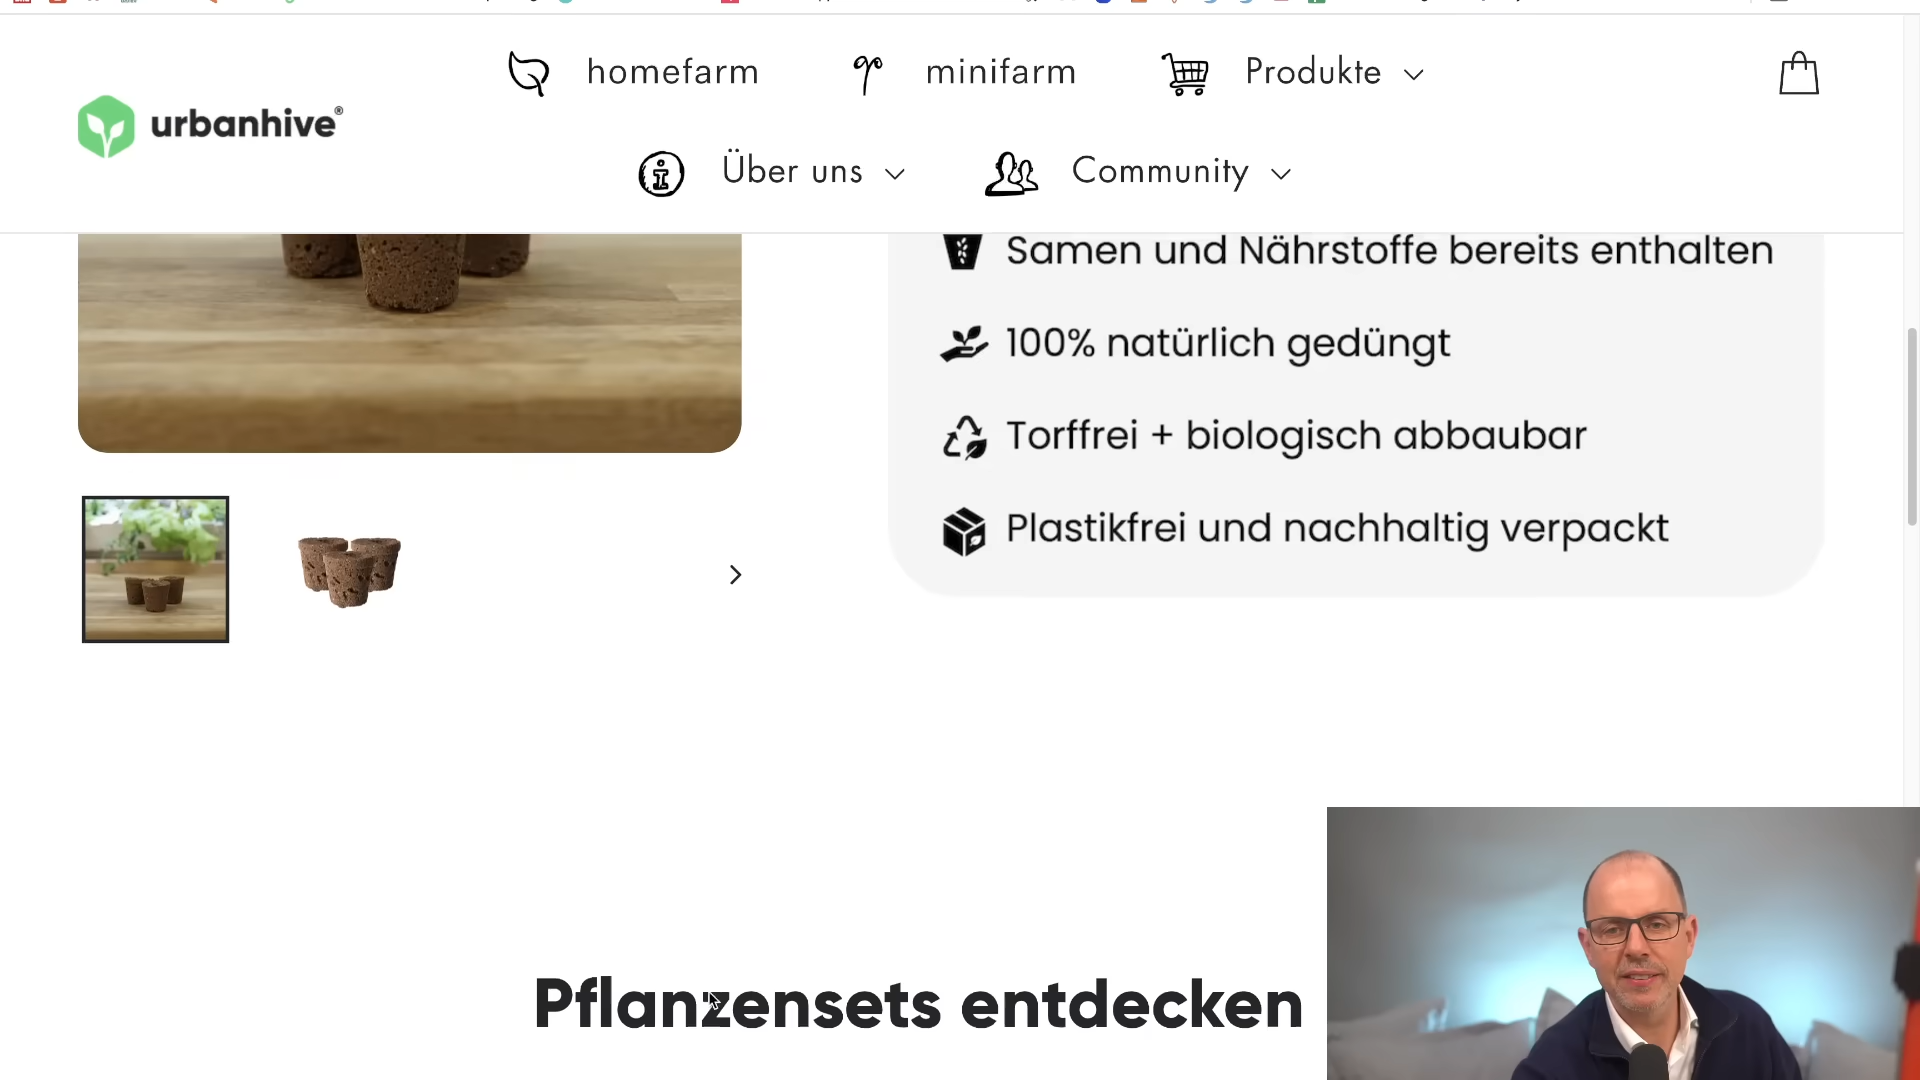 homefarm
minifarm
Produkte
urbanhive®
Über uns
Community
Samen und Nährstoffe bereits enthalten
100% natürlich gedüngt
Torffrei + biologisch abbaubar
Plastikfrei und nachhaltig verpackt
Pflanzensets entdecken